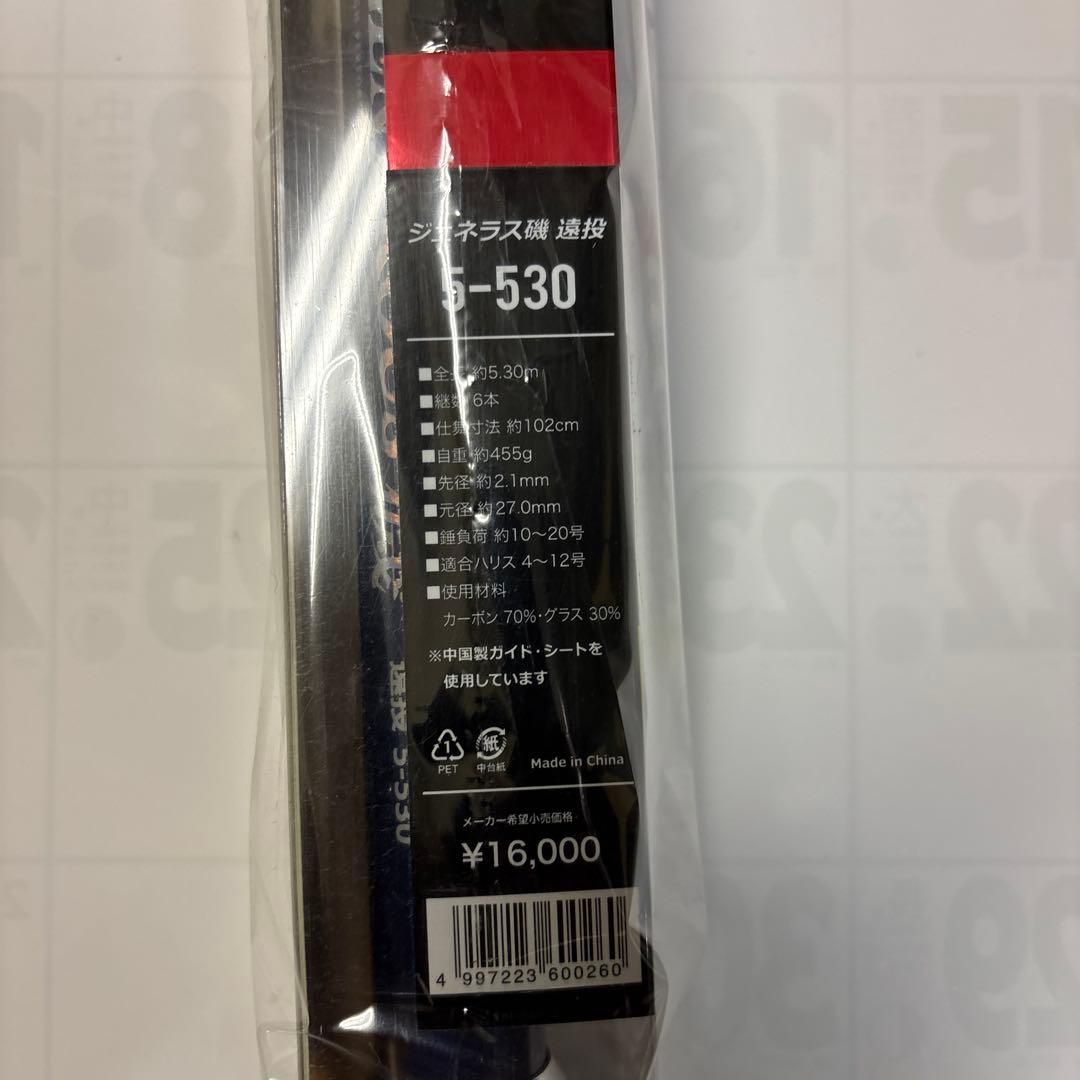 ジェネラス磯 遠投
5-530
■全長 約5.30m
■継数 6本
■仕舞寸法 約102cm
■自重 約455g
■先径 約2.1mm
■元径 約27.0mm
■錘負荷 約10〜20号
■適合ハリス 4〜12号
■使用材料
カーボン 70%・グラス 30%
※中国製ガイド・シートを
使用しています
1
PET
紙
中台紙
Made in China
メーカー希望小売価格
¥16,000
4 997223 600260
遠投 5-530